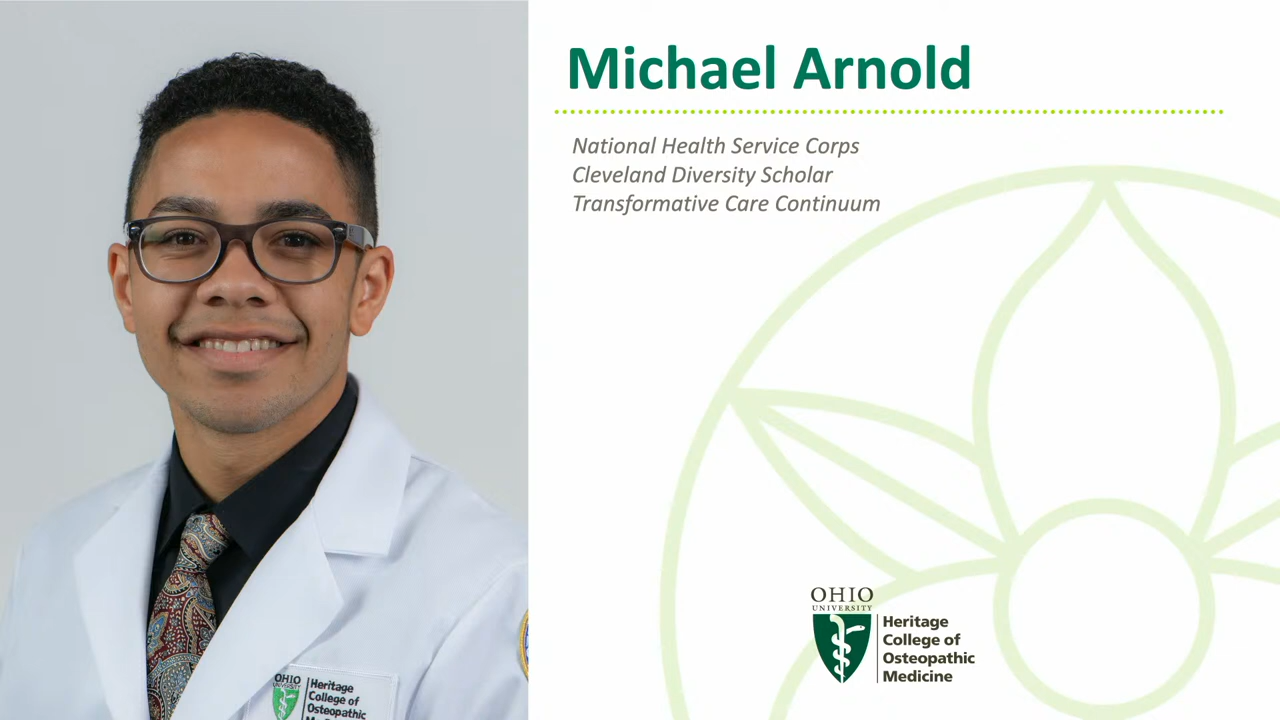 Michael Arnold
National Health Service Corps
Cleveland Diversity Scholar
Transformative Care Continuum
OHIO
UNIVERSITY
Heritage
College of
Osteopathic
Medicine
OHIO
UNIVERSITY
Heritage
College of
Osteopathic